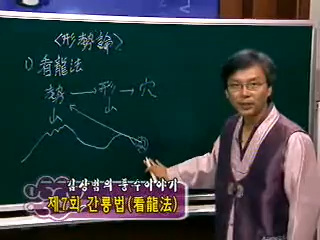 <形勢論>
1) 看龍法
勢 → 形 → 穴
山 山
김상범의 풍수이야기
제7회 간룡법(看龍法)